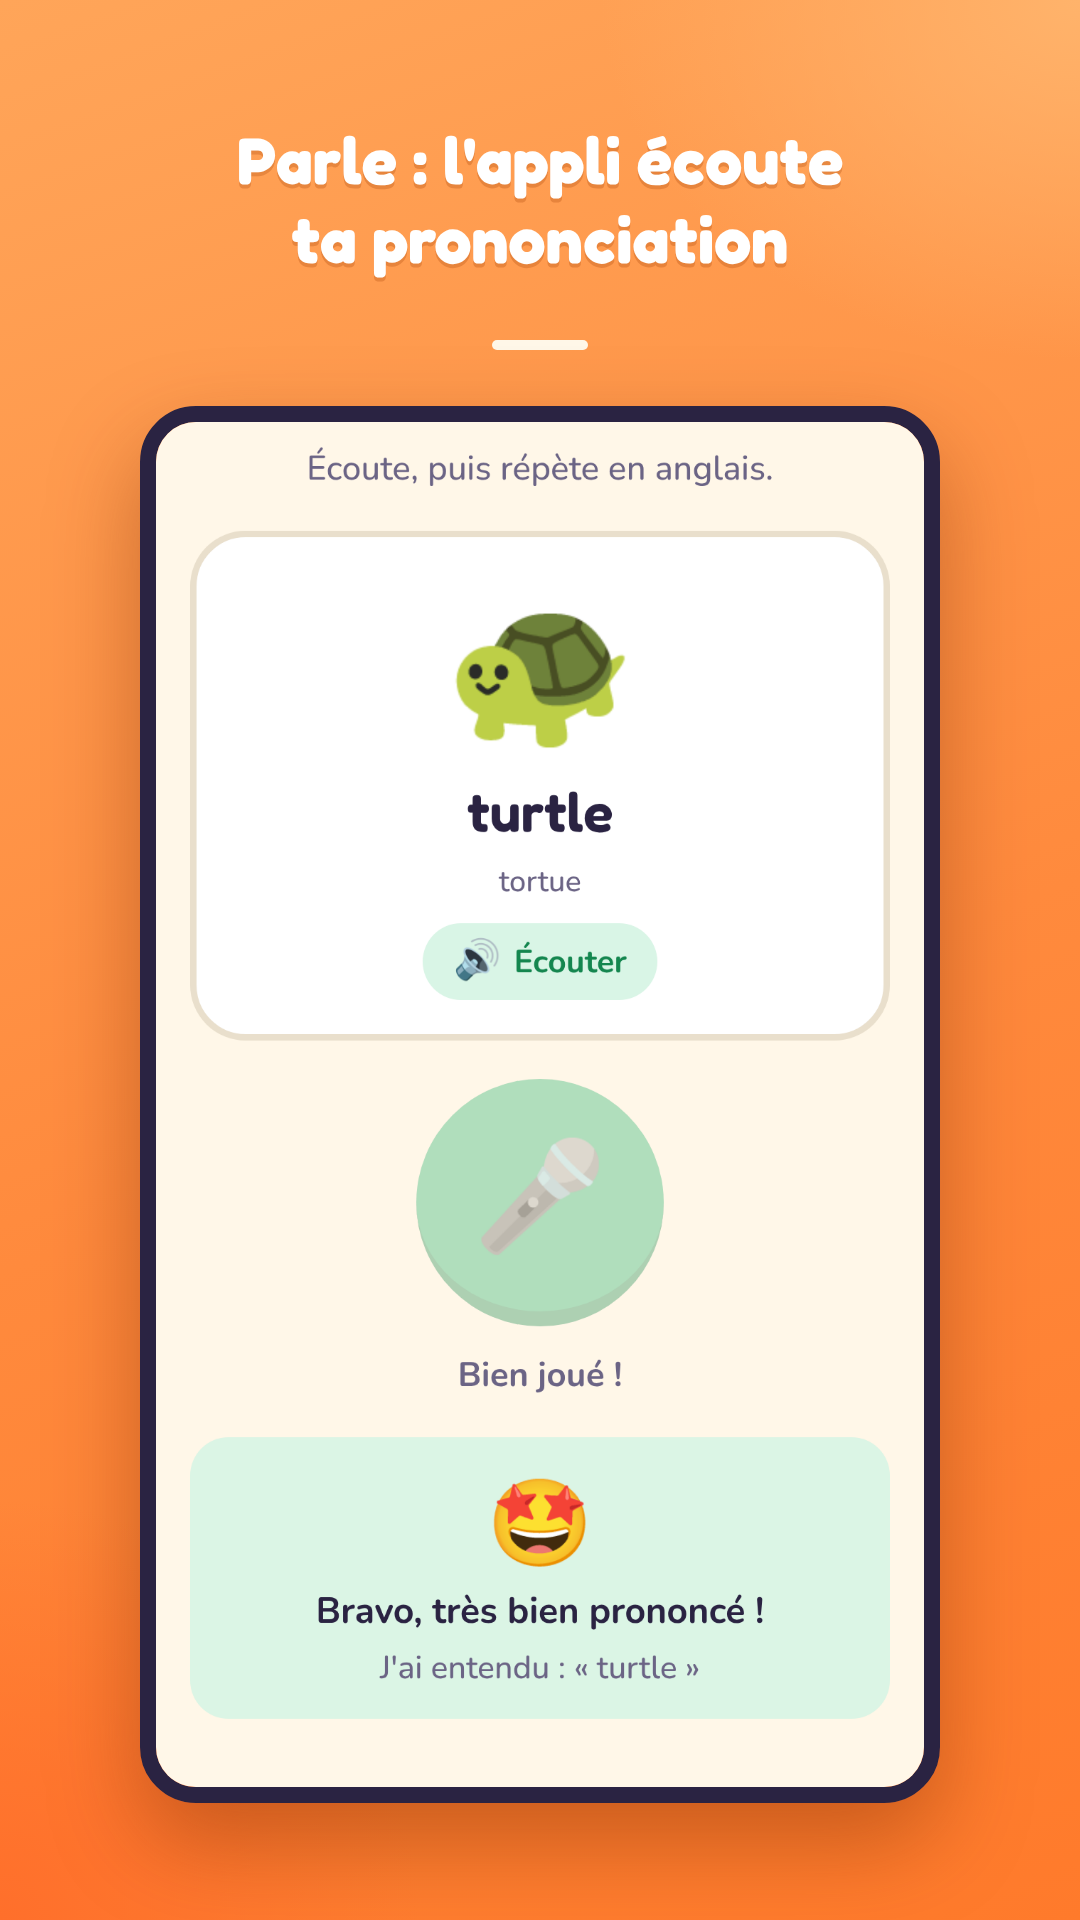 Parle : l'appli écoute
ta prononciation
Écoute, puis répète en anglais.
turtle
tortue
Écouter
Bien joué !
Bravo, très bien prononcé !
J'ai entendu : « turtle »